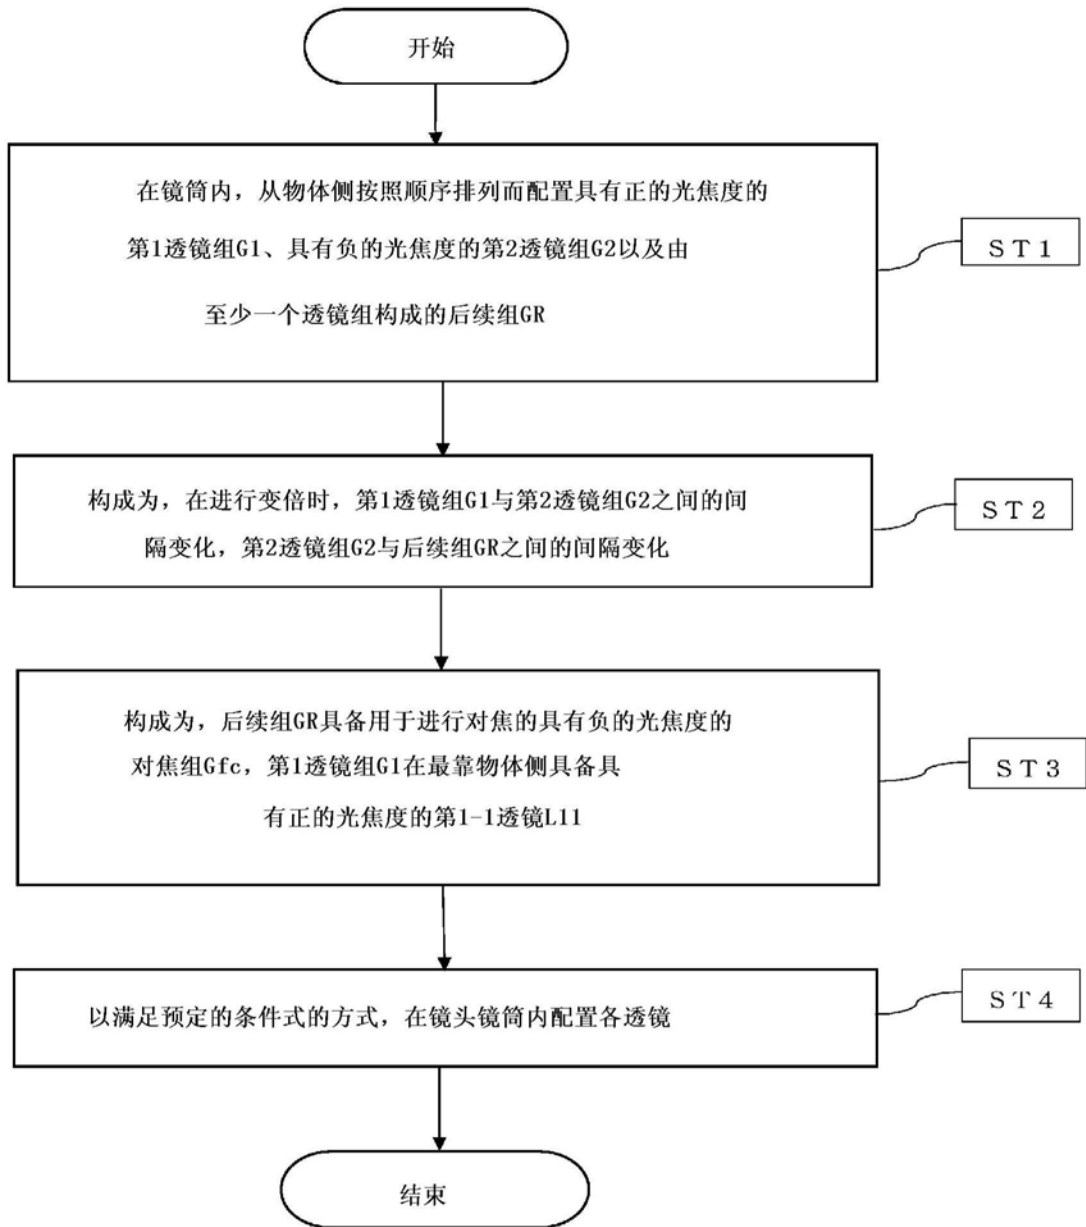 开始
在镜筒内，从物体侧按照顺序排列而配置具有正的光焦度的
第1透镜组G1、具有负的光焦度的第2透镜组G2以及由
至少一个透镜组构成的后续组GR
ST1
构成为，在进行变倍时，第1透镜组G1与第2透镜组G2之间的间
隔变化，第2透镜组G2与后续组GR之间的间隔变化
ST2
构成为，后续组GR具备用于进行对焦的具有负的光焦度的
对焦组Gfc，第1透镜组G1在最靠物体侧具备具
有正的光焦度的第1-1透镜L11
ST3
以满足预定的条件式的方式，在镜头镜筒内配置各透镜
ST4
结束